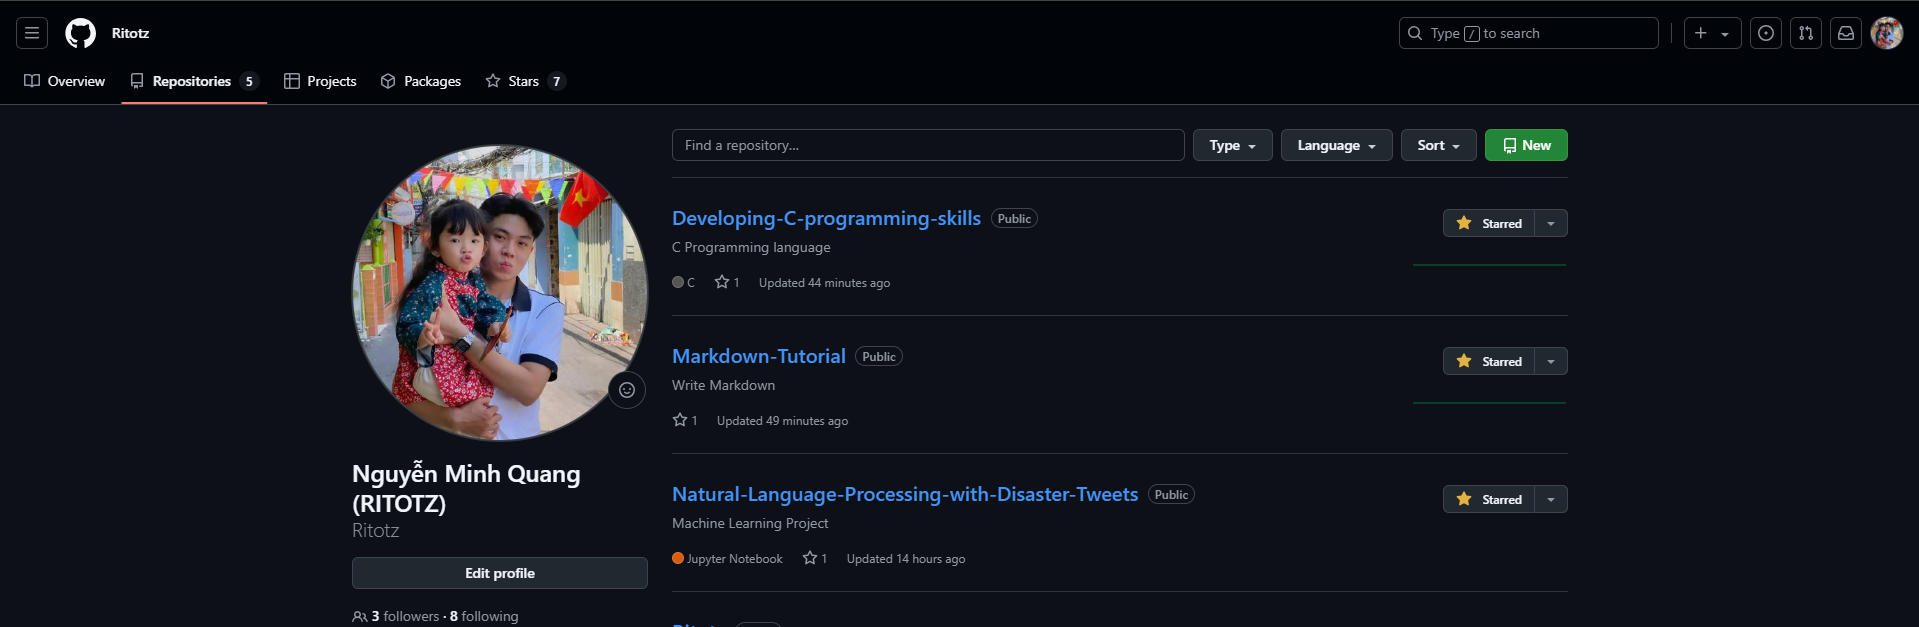 Ritotz
Type / to search
Overview
Repositories 5
Projects
Packages
Stars 7
Find a repository...
Type
Language
Sort
New
Developing-C-programming-skills Public
Starred
C Programming language
C 1 Updated 44 minutes ago
Markdown-Tutorial Public
Starred
Write Markdown
1 Updated 49 minutes ago
Natural-Language-Processing-with-Disaster-Tweets Public
Starred
Machine Learning Project
Jupyter Notebook 1 Updated 14 hours ago
Nguyễn Minh Quang
(RITOTZ)
Ritotz
Edit profile
3 followers · 8 following